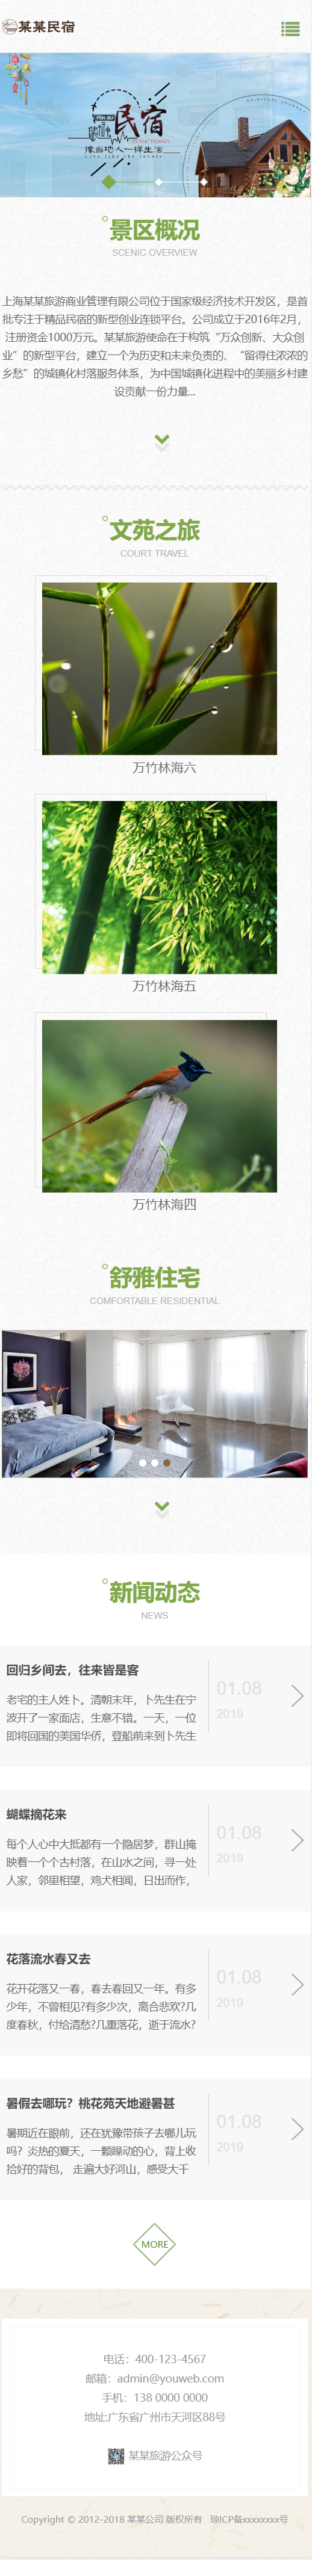 某某民宿
民宿
像当地人一样生活
景区概况
SCENIC OVERVIEW
上海某某旅游商业管理有限公司位于国家级经济技术开发区，是首
批专注于精品民宿的新型创业连锁平台。公司成立于2016年2月，
注册资金1000万元。某某旅游使命在于构筑“万众创新、大众创
业”的新型平台，建立一个为历史和未来负责的、“留得住浓浓的
乡愁”的城镇化村落服务体系，为中国城镇化进程中的美丽乡村建
设贡献一份力量...
文苑之旅
COURT TRAVEL
万竹林海六
万竹林海五
万竹林海四
舒雅住宅
COMFORTABLE RESIDENTIAL
新闻动态
NEWS
回归乡间去，往来皆是客
老宅的主人姓卜。清朝末年，卜先生在宁
波开了一家面店，生意不错。一天，一位
即将回国的美国华侨，登船前来到卜先生
01.08
2019
蝴蝶摘花来
每个人心中大抵都有一个隐居梦，群山掩
映着一个个古村落，在山水之间，寻一处
人家，邻里相望，鸡犬相闻，日出而作，
01.08
2019
花落流水春又去
花开花落又一春，春去春回又一年。有多
少年，不曾相见?有多少次，离合悲欢?几
度春秋，付给清愁?几重落花，逝于流水?
01.08
2019
暑假去哪玩？桃花苑天地避暑甚
暑期近在眼前，还在犹豫带孩子去哪儿玩
吗？炎热的夏天，一颗躁动的心，背上收
拾好的背包， 走遍大好河山，感受大千
01.08
2019
MORE
电话：400-123-4567
邮箱：admin@youweb.com
手机：138 0000 0000
地址:广东省广州市天河区88号
某某旅游公众号
Copyright © 2012-2018 某某公司 版权所有 琼ICP备xxxxxxxx号